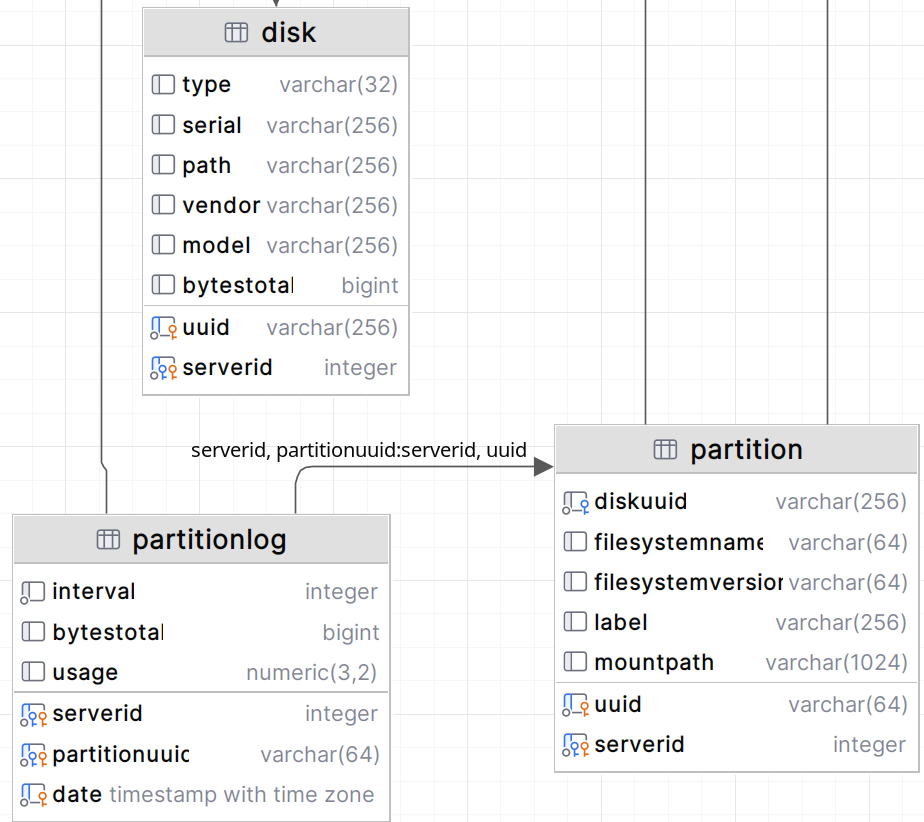 disk
type varchar(32)
serial varchar(256)
path varchar(256)
vendor varchar(256)
model varchar(256)
bytestotal bigint
uuid varchar(256)
serverid integer
serverid, partitionuuid:serverid, uuid
partition
diskuuid varchar(256)
filesystemname varchar(64)
filesystemversion varchar(64)
label varchar(256)
mountpath varchar(1024)
uuid varchar(64)
serverid integer
partitionlog
interval integer
bytestotal bigint
usage numeric(3,2)
serverid integer
partitionuuid varchar(64)
date timestamp with time zone